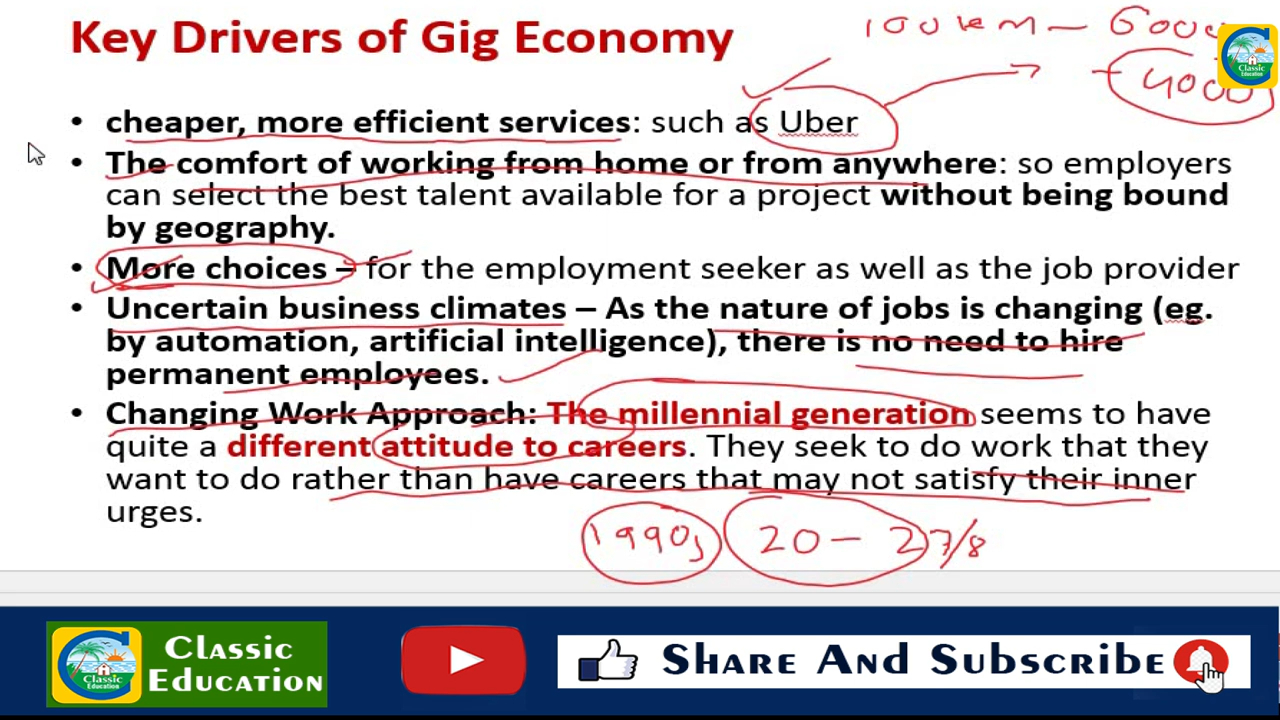 Key Drivers of Gig Economy
100 km – 6000
– 4000
Classic
Education
• cheaper, more efficient services: such as Uber
• The comfort of working from home or from anywhere: so employers
can select the best talent available for a project without being bound
by geography.
• More choices – for the employment seeker as well as the job provider
• Uncertain business climates – As the nature of jobs is changing (eg.
by automation, artificial intelligence), there is no need to hire
permanent employees.
• Changing Work Approach: The millennial generation seems to have
quite a different attitude to careers. They seek to do work that they
want to do rather than have careers that may not satisfy their inner
urges.
1990s 20 – 27/8
Classic
Education
Classic
Education
Share And Subscribe